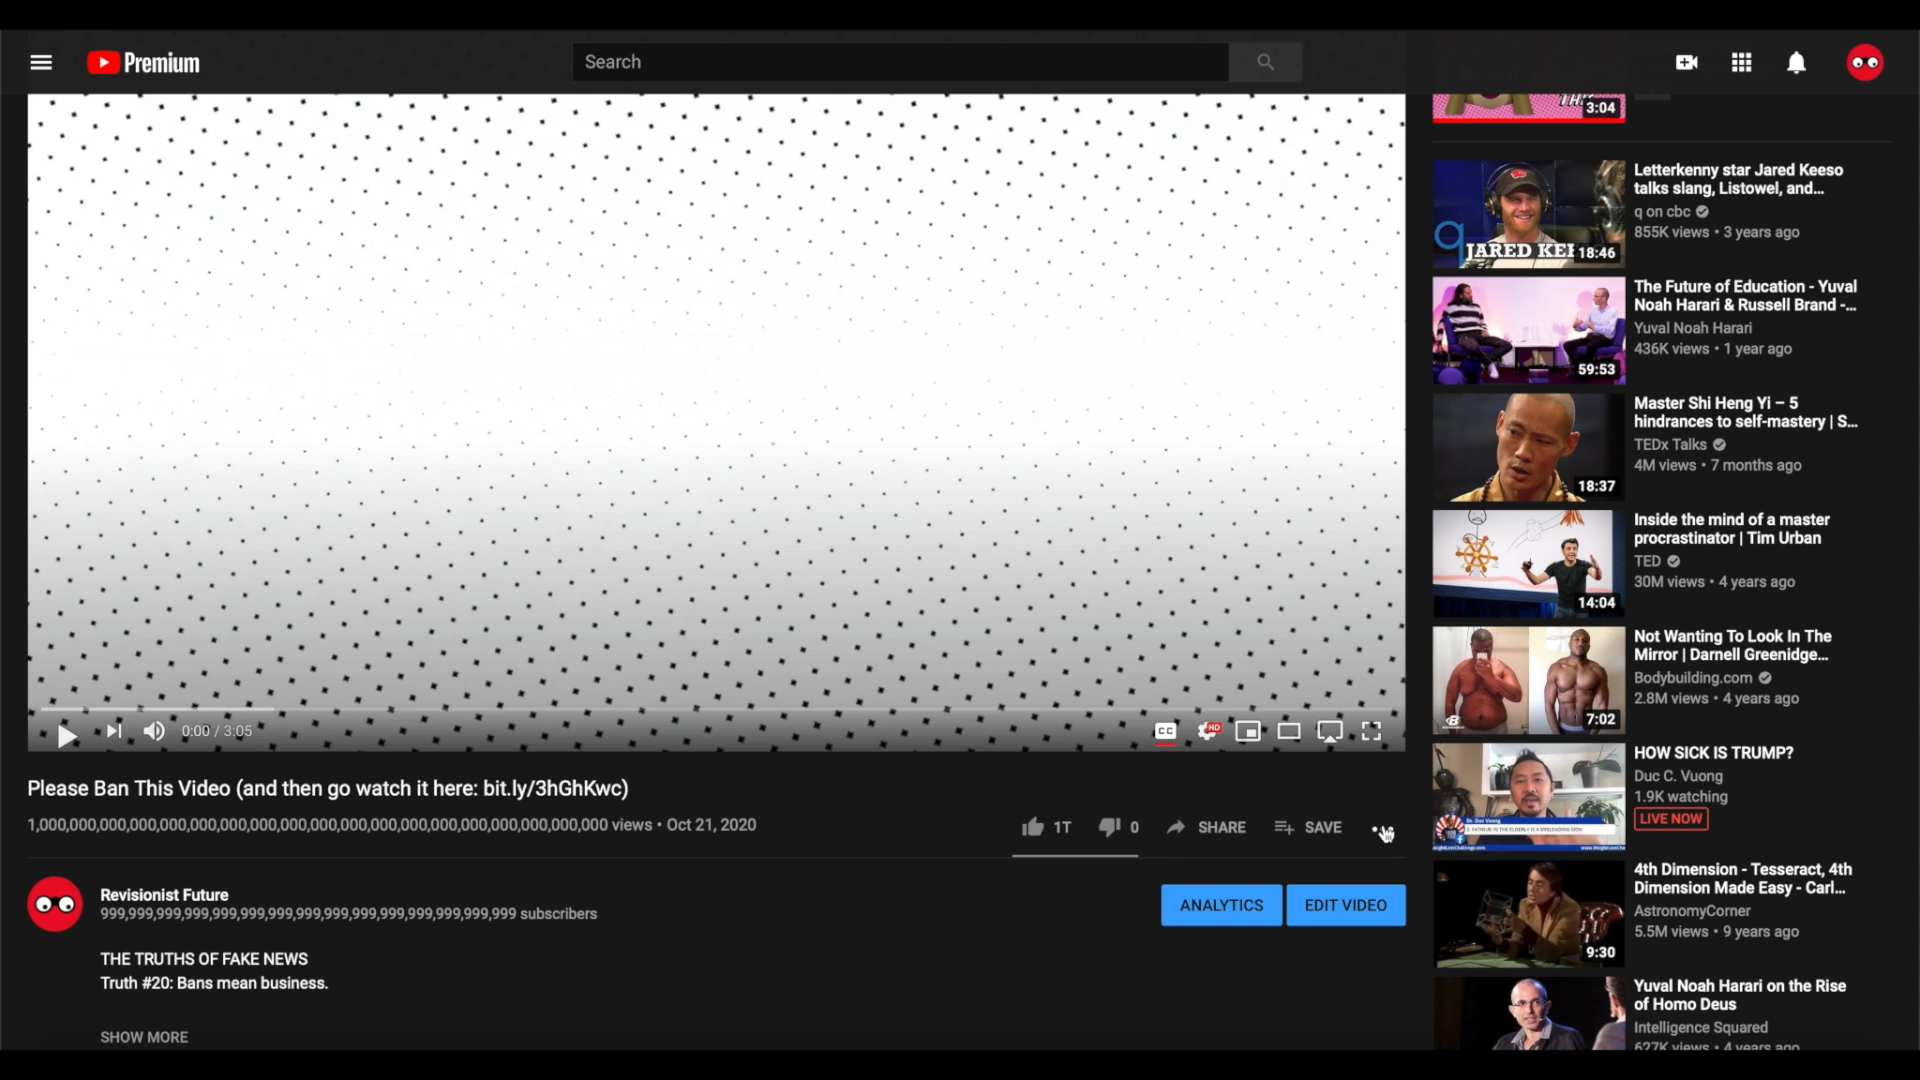 Premium
Search
3:04
Letterkenny star Jared Keeso
talks slang, Listowel, and...
q on cbc
855K views • 3 years ago
q
JARED KEE
18:46
The Future of Education - Yuval
Noah Harari & Russell Brand -...
Yuval Noah Harari
436K views • 1 year ago
59:53
Master Shi Heng Yi – 5
hindrances to self-mastery | S...
TEDx Talks
4M views • 7 months ago
18:37
Inside the mind of a master
procrastinator | Tim Urban
TED
30M views • 4 years ago
14:04
Not Wanting To Look In The
Mirror | Darnell Greenidge...
Bodybuilding.com
2.8M views • 4 years ago
7:02
HOW SICK IS TRUMP?
Duc C. Vuong
1.9K watching
LIVE NOW
Dr. Duc Vuong
4th Dimension - Tesseract, 4th
Dimension Made Easy - Carl...
AstronomyCorner
5.5M views • 9 years ago
9:30
Yuval Noah Harari on the Rise
of Homo Deus
Intelligence Squared
627K views • 4 years ago
0:00 / 3:05
CC
HD
Please Ban This Video (and then go watch it here: bit.ly/3hGhKwc)
1,000,000,000,000,000,000,000,000,000,000,000,000,000,000,000,000,000,000,000 views • Oct 21, 2020
1T
0
SHARE
SAVE
Revisionist Future
999,999,999,999,999,999,999,999,999,999,999,999,999,999,999 subscribers
ANALYTICS
EDIT VIDEO
THE TRUTHS OF FAKE NEWS
Truth #20: Bans mean business.
SHOW MORE